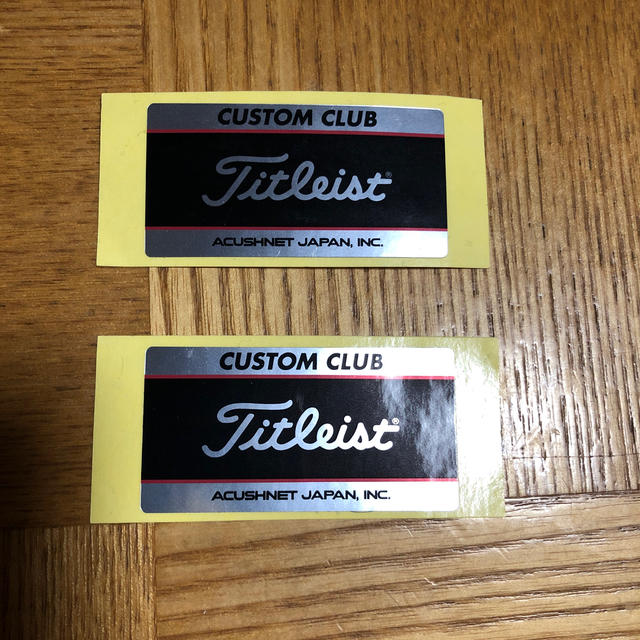 CUSTOM CLUB
Titleist®
ACUSHNET JAPAN, INC.
CUSTOM CLUB
Titleist®
ACUSHNET JAPAN, INC.